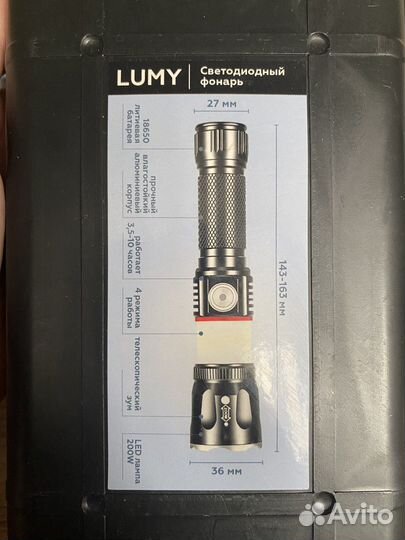 LUMY
Светодиодный
фонарь
27 мм
18650
литиевая
батарея
прочный
влагостойкий
алюминиевый
корпус
работает
3,5-10 часов
4 режима
работы
телескопический
зум
LED лампа
200W
143-163 мм
36 мм
Avito